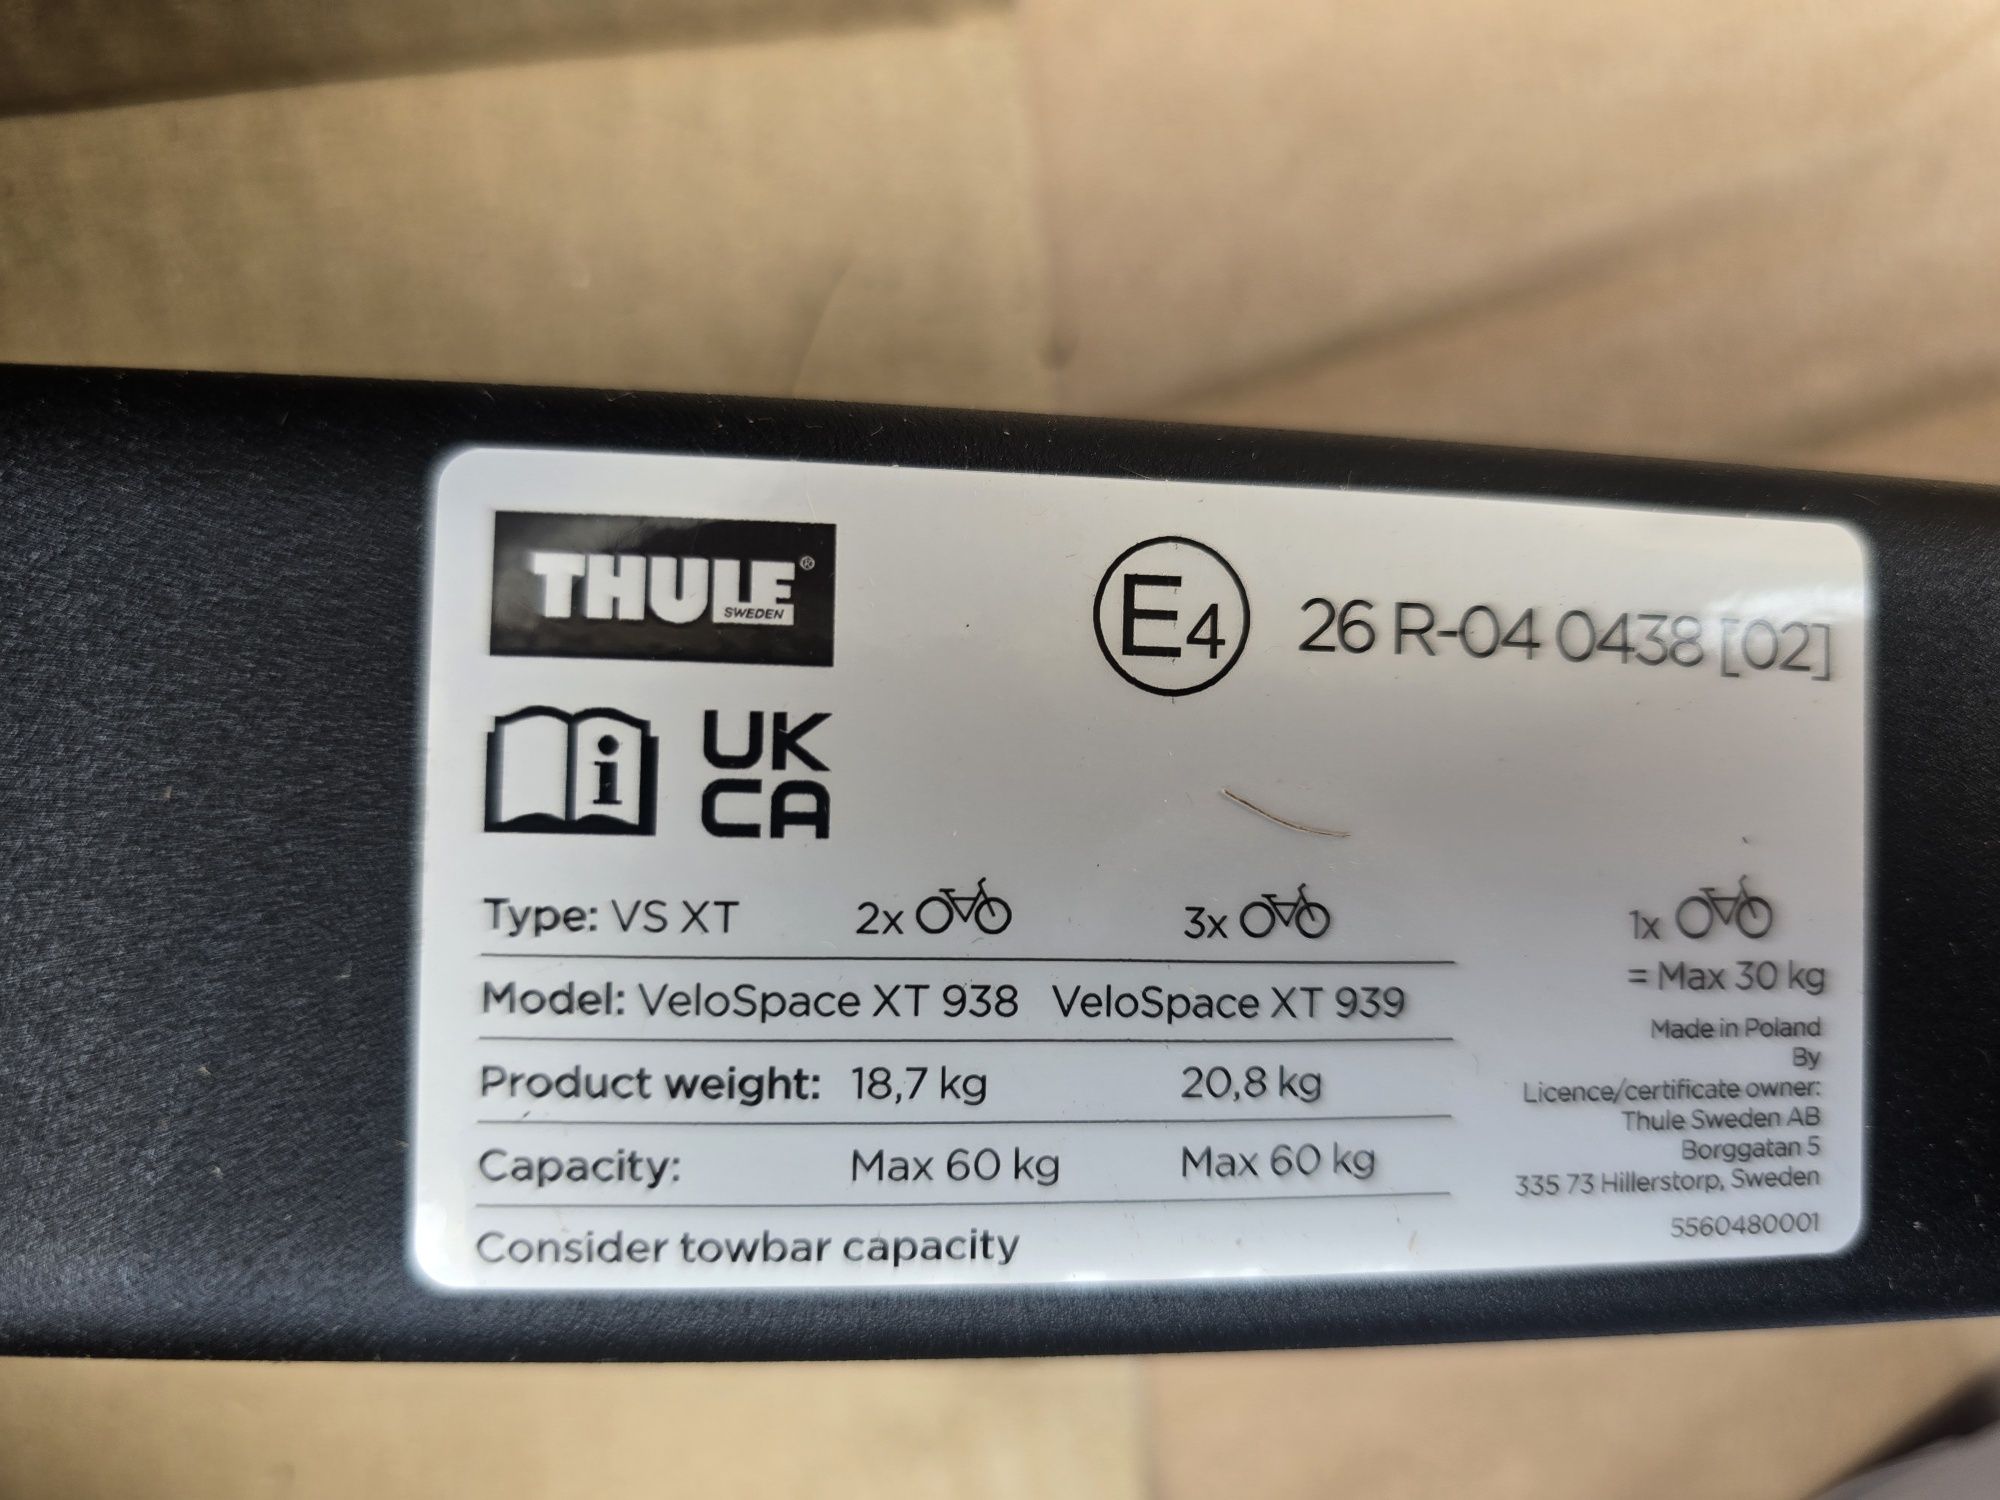 THULE®
SWEDEN
E4 26 R-04 0438 [02]
i
UK
CA
Type: VS XT 2x 3x 1x
= Max 30 kg
Model: VeloSpace XT 938 VeloSpace XT 939
Product weight: 18,7 kg 20,8 kg
Capacity: Max 60 kg Max 60 kg
Consider towbar capacity
Made in Poland
By
Licence/certificate owner:
Thule Sweden AB
Borggatan 5
335 73 Hillerstorp, Sweden
5560480001